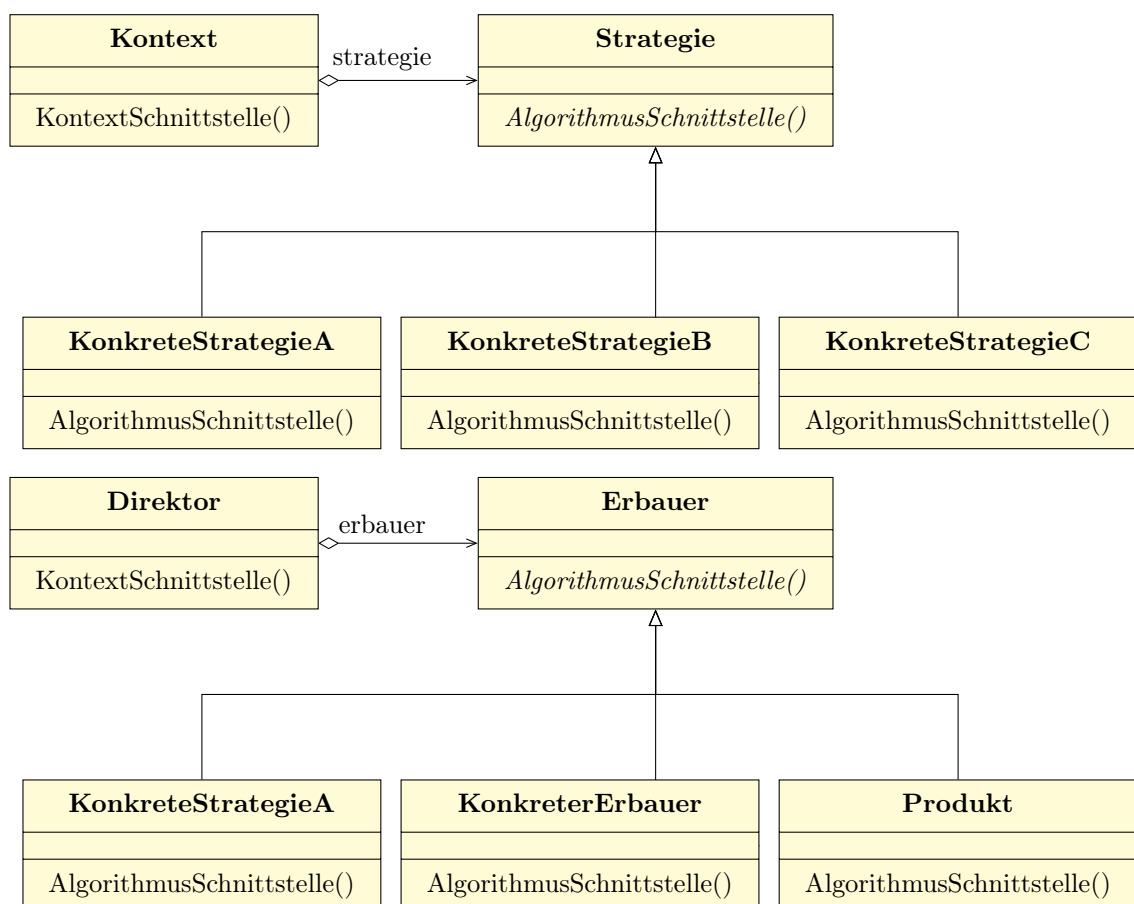 Kontext
strategie
Strategie
KontextSchnittstelle()
AlgorithmusSchnittstelle()
KonkreteStrategieA
KonkreteStrategieB
KonkreteStrategieC
AlgorithmusSchnittstelle()
AlgorithmusSchnittstelle()
AlgorithmusSchnittstelle()
Direktor
erbauer
Erbauer
KontextSchnittstelle()
AlgorithmusSchnittstelle()
KonkreteStrategieA
KonkreterErbauer
Produkt
AlgorithmusSchnittstelle()
AlgorithmusSchnittstelle()
AlgorithmusSchnittstelle()